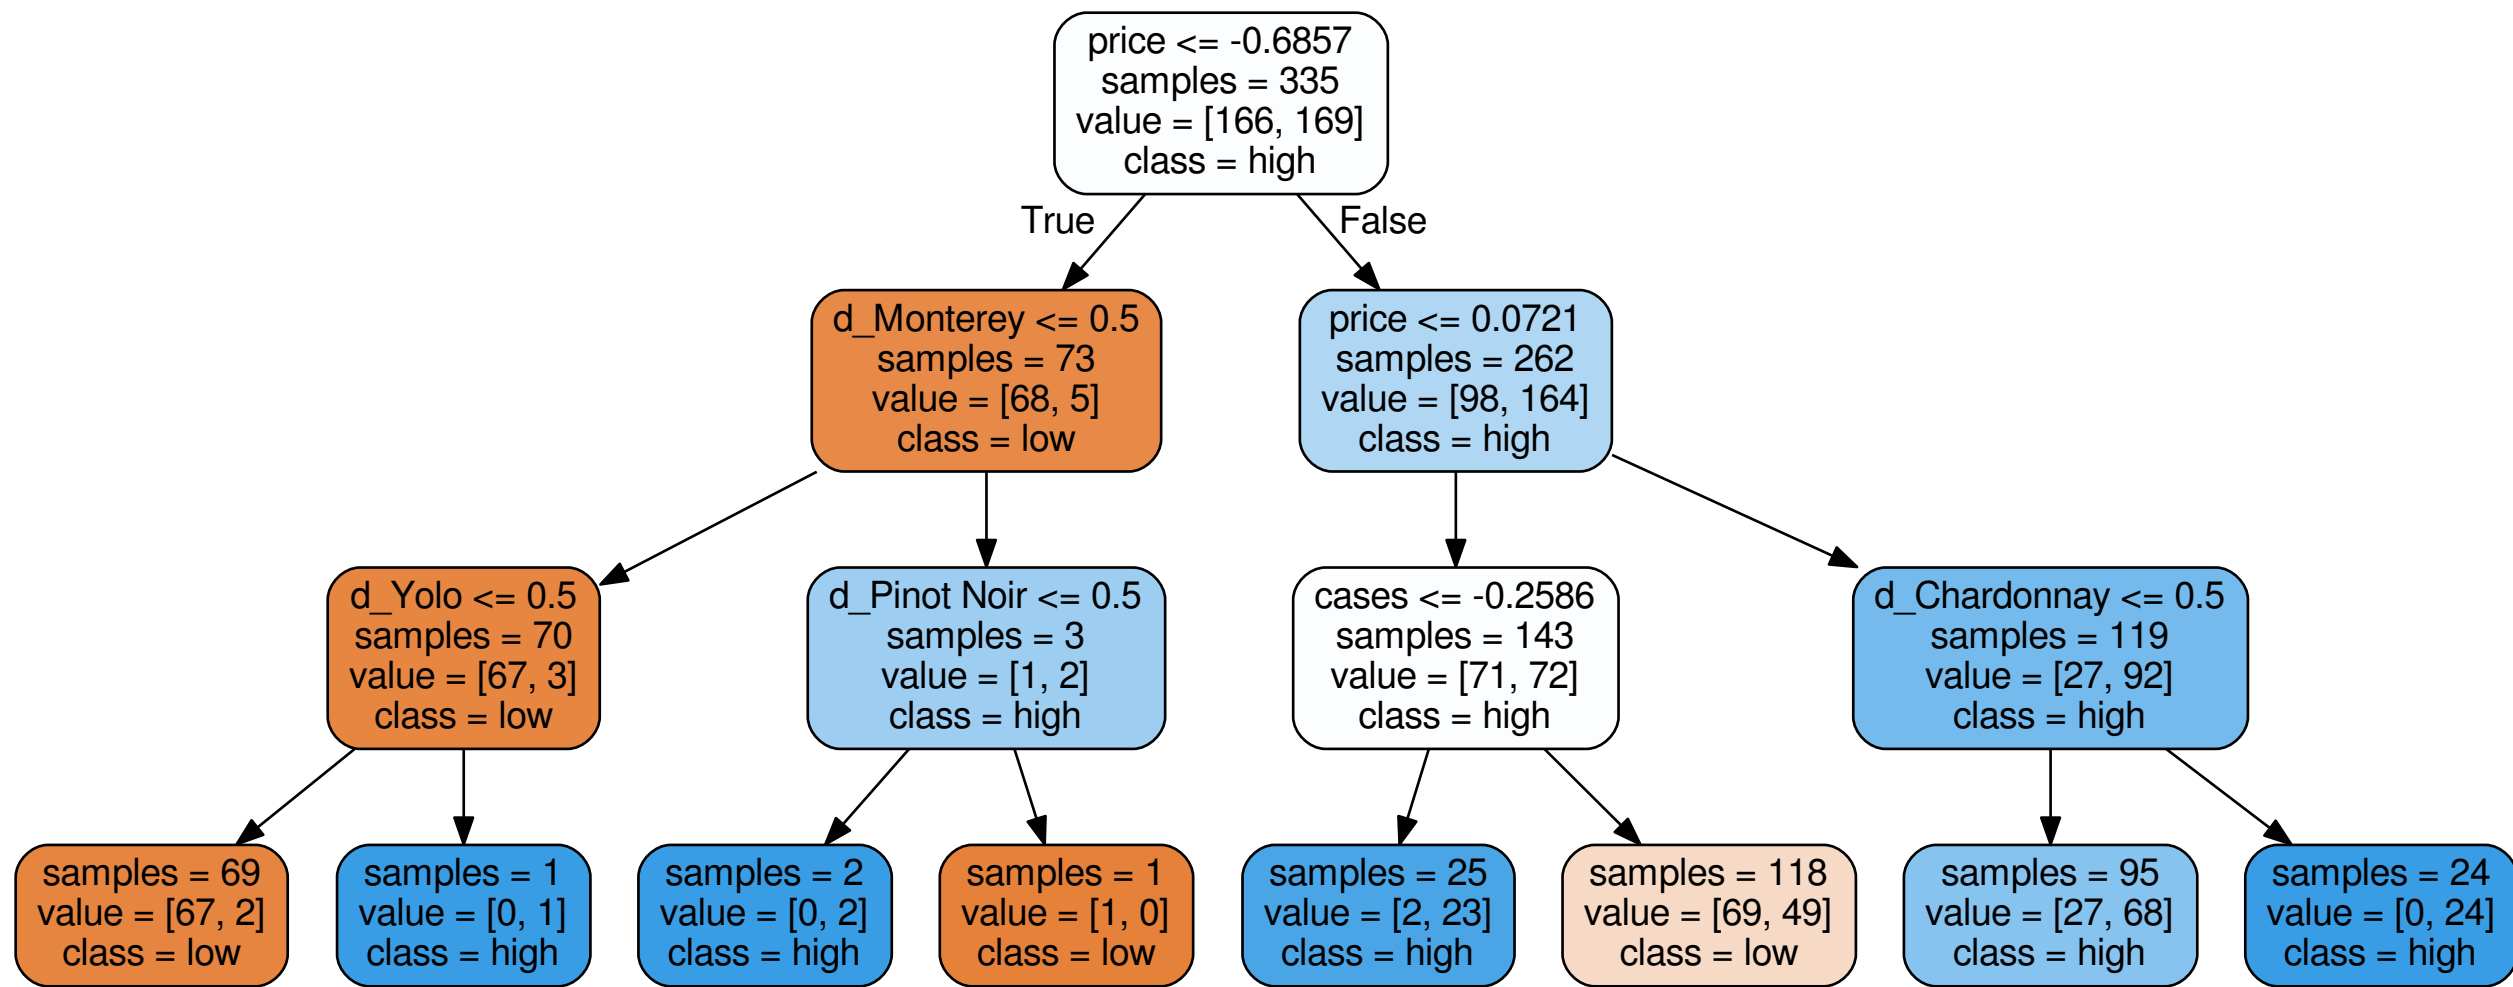 price <= -0.6857
samples = 335
value = [166, 169]
class = high
True
False
d_Monterey <= 0.5
samples = 73
value = [68, 5]
class = low
price <= 0.0721
samples = 262
value = [98, 164]
class = high
d_Yolo <= 0.5
samples = 70
value = [67, 3]
class = low
d_Pinot Noir <= 0.5
samples = 3
value = [1, 2]
class = high
cases <= -0.2586
samples = 143
value = [71, 72]
class = high
d_Chardonnay <= 0.5
samples = 119
value = [27, 92]
class = high
samples = 69
value = [67, 2]
class = low
samples = 1
value = [0, 1]
class = high
samples = 2
value = [0, 2]
class = high
samples = 1
value = [1, 0]
class = low
samples = 25
value = [2, 23]
class = high
samples = 118
value = [69, 49]
class = low
samples = 95
value = [27, 68]
class = high
samples = 24
value = [0, 24]
class = high